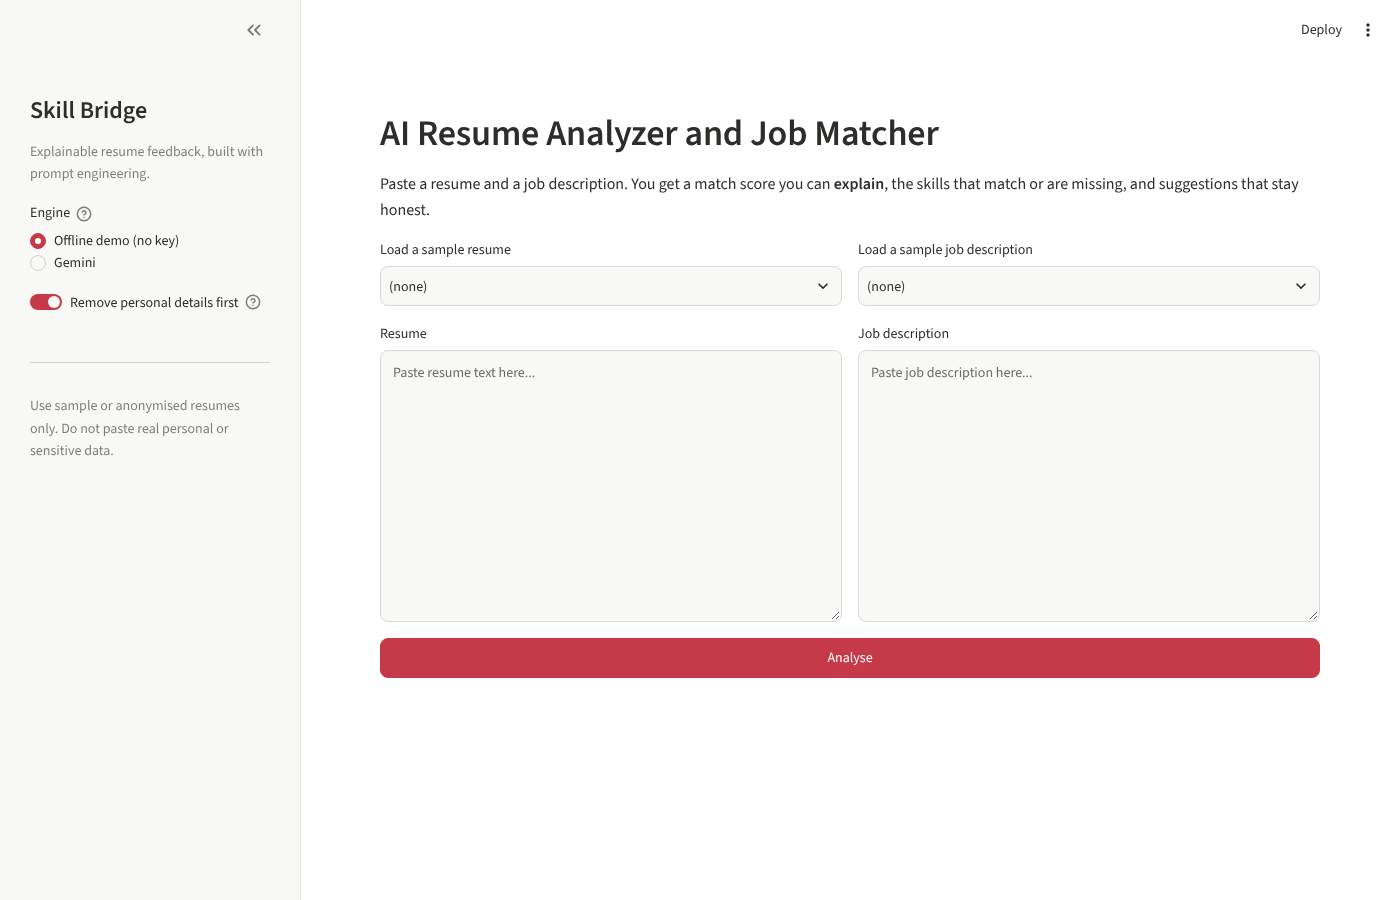 Deploy
Skill Bridge
Explainable resume feedback, built with
prompt engineering.
Engine
Offline demo (no key)
Gemini
Remove personal details first
Use sample or anonymised resumes
only. Do not paste real personal or
sensitive data.
AI Resume Analyzer and Job Matcher
Paste a resume and a job description. You get a match score you can explain, the skills that match or are missing, and suggestions that stay
honest.
Load a sample resume
(none)
Load a sample job description
(none)
Resume
Paste resume text here...
Job description
Paste job description here...
Analyse